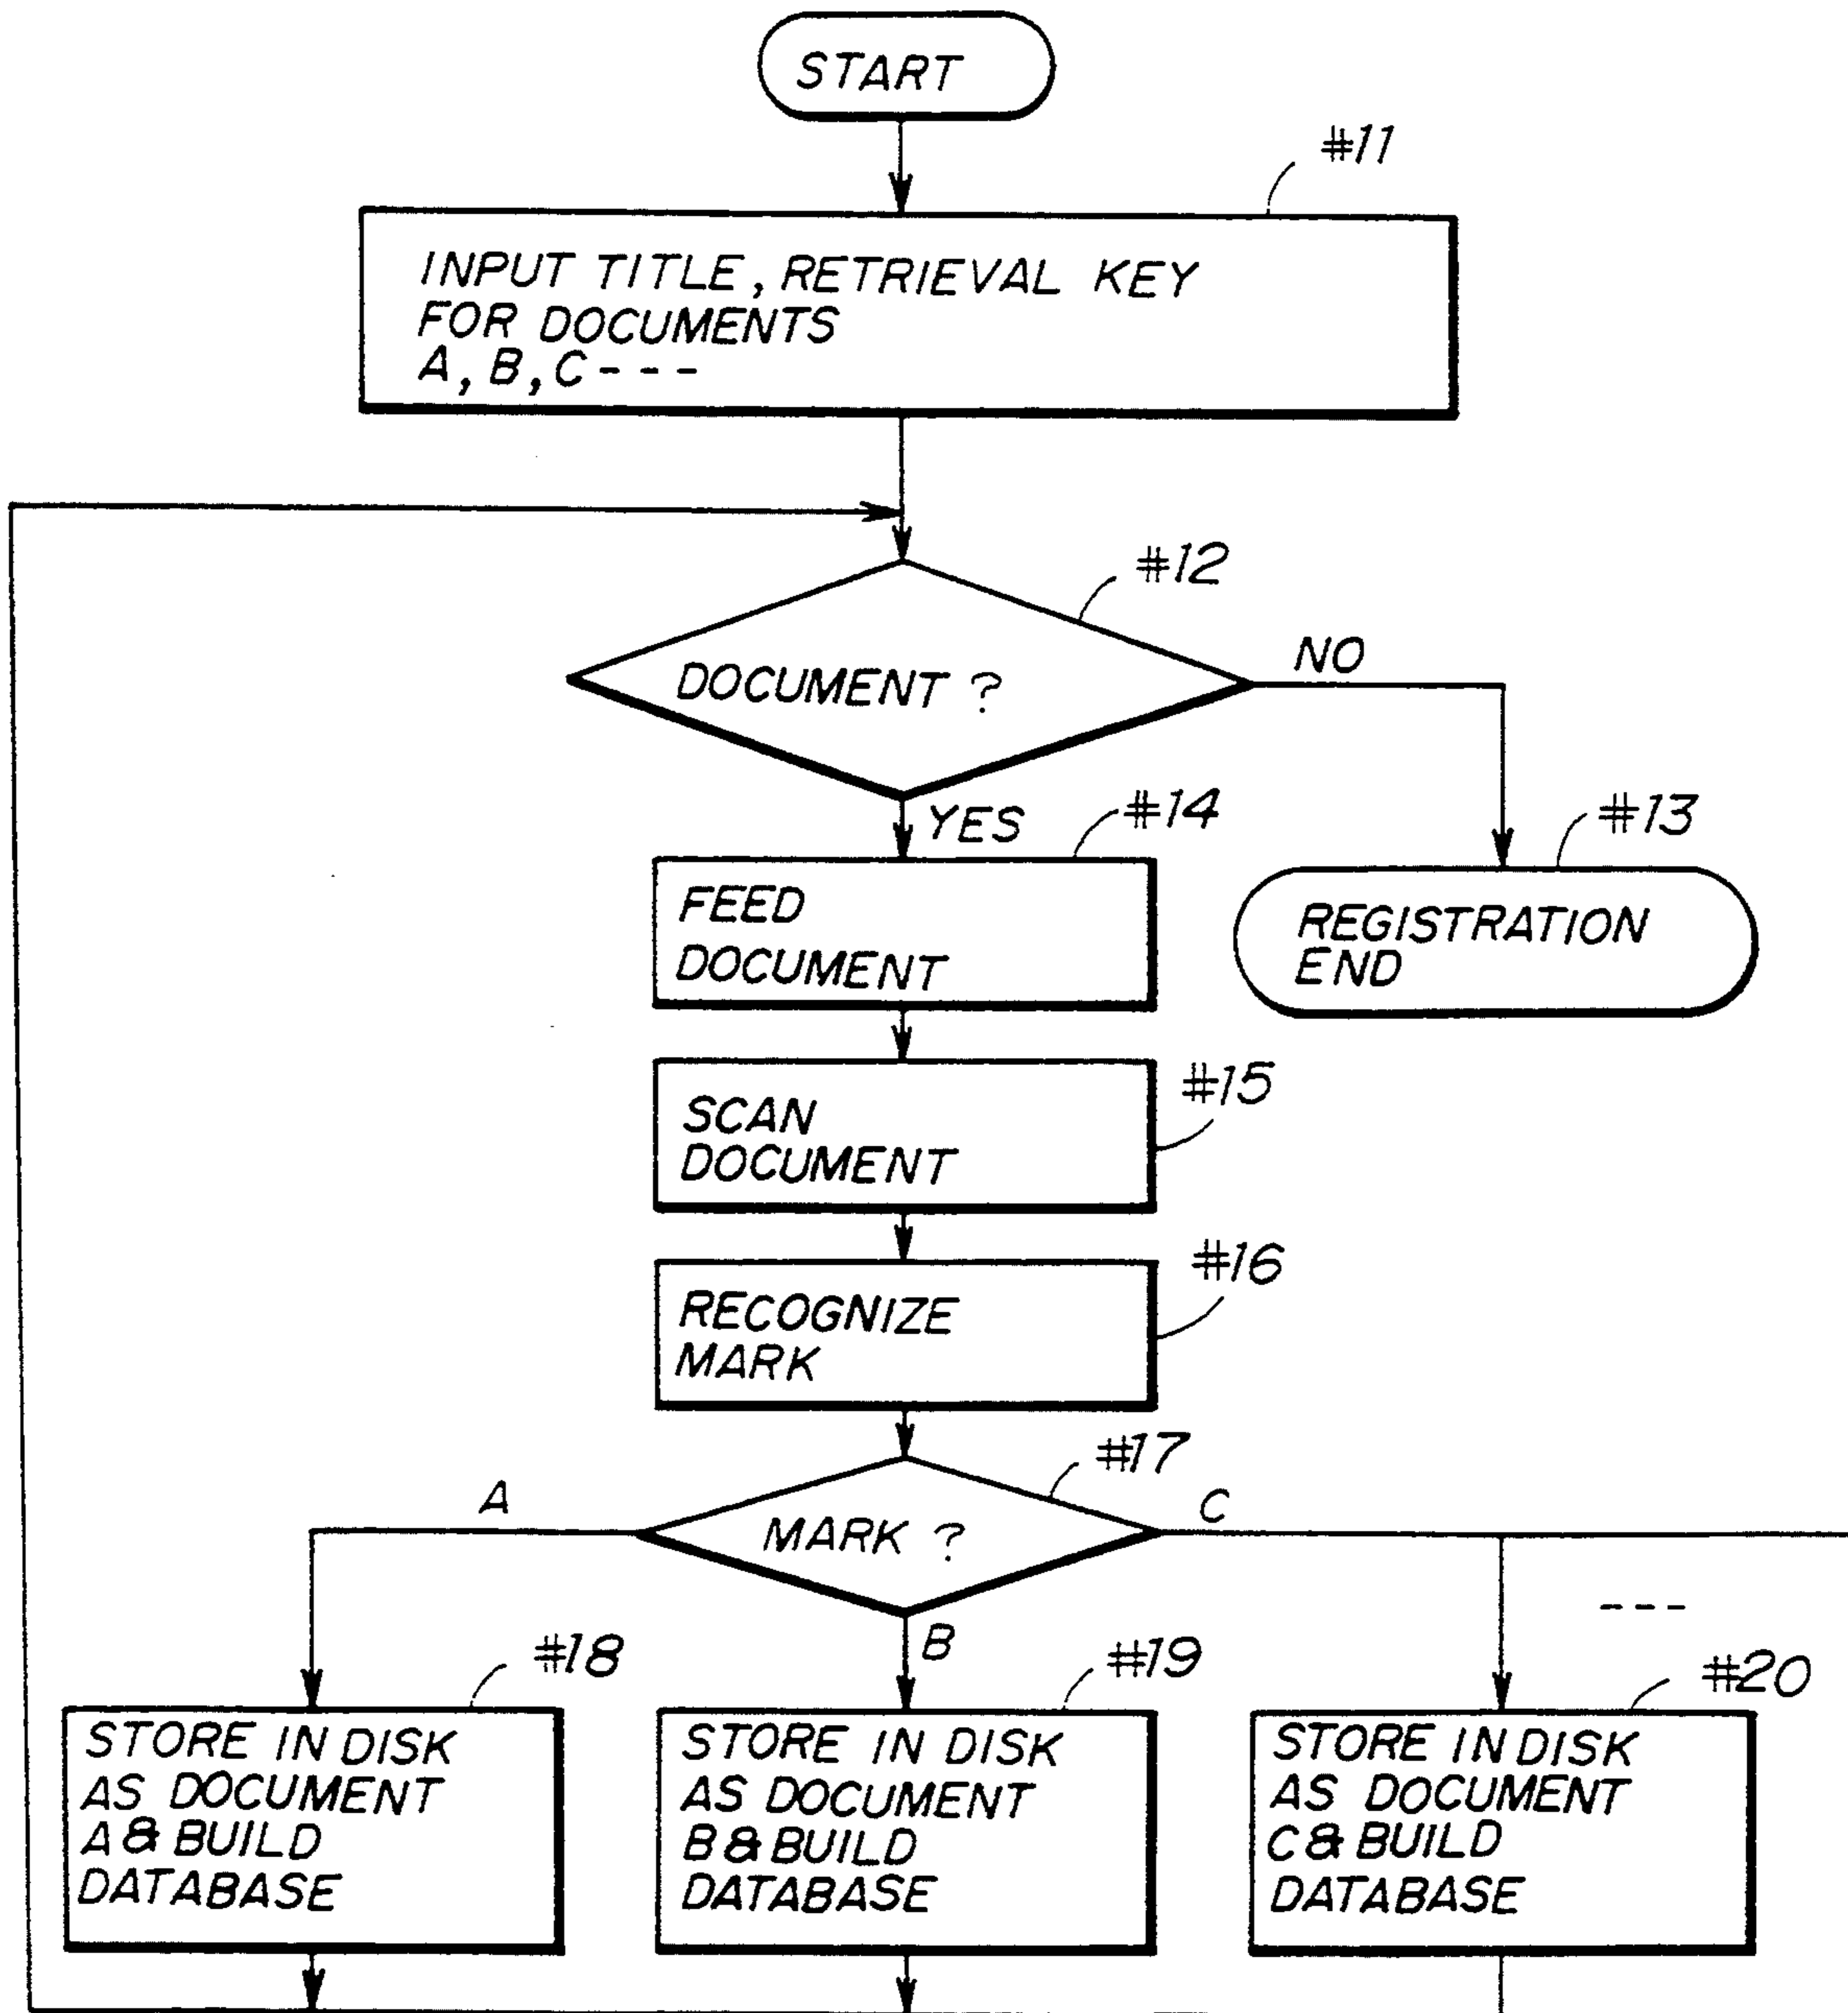 START
#11
INPUT TITLE, RETRIEVAL KEY
FOR DOCUMENTS
A, B, C ---
#12
DOCUMENT ?
NO
YES
#14
#13
FEED
DOCUMENT
REGISTRATION
END
#15
SCAN
DOCUMENT
#16
RECOGNIZE
MARK
#17
A
MARK ?
C
B
---
#18
#19
#20
STORE IN DISK
AS DOCUMENT
A & BUILD
DATABASE
STORE IN DISK
AS DOCUMENT
B & BUILD
DATABASE
STORE IN DISK
AS DOCUMENT
C & BUILD
DATABASE